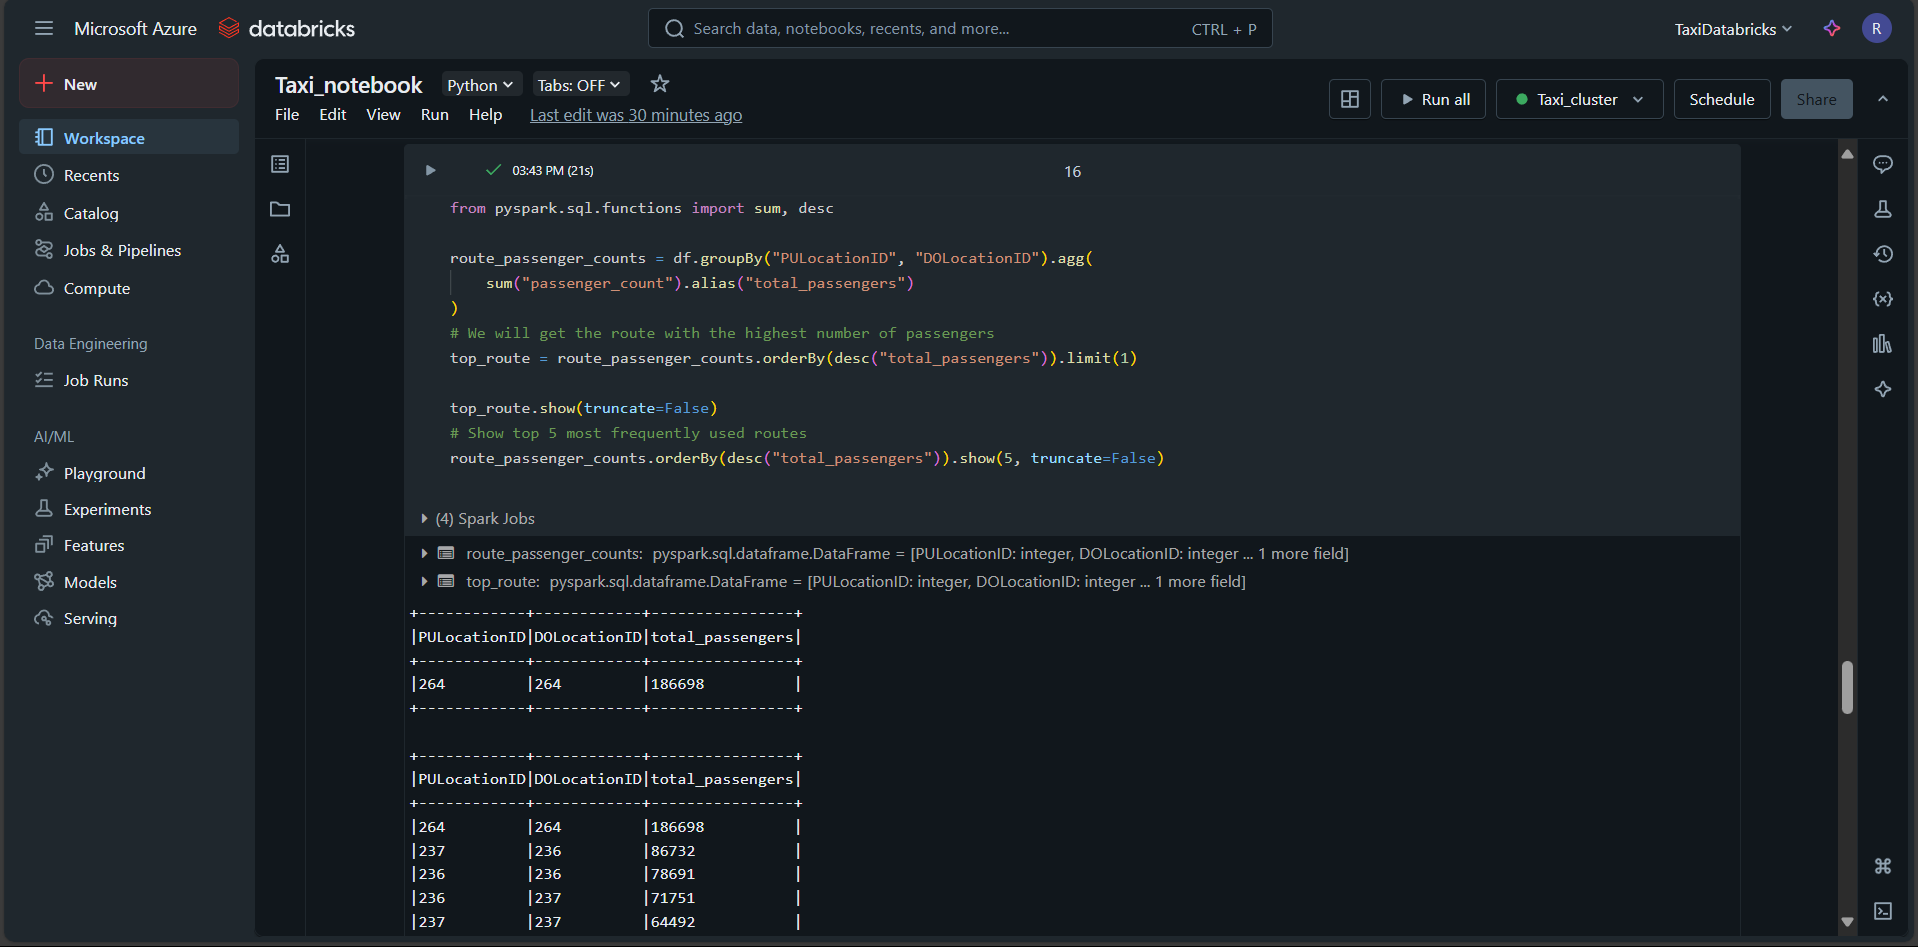 Microsoft Azure databricks
Search data, notebooks, recents, and more... CTRL + P
TaxiDatabricks
R
New
Workspace
Recents
Catalog
Jobs & Pipelines
Compute
Data Engineering
Job Runs
AI/ML
Playground
Experiments
Features
Models
Serving
Taxi_notebook Python Tabs: OFF
File Edit View Run Help Last edit was 30 minutes ago
Run all Taxi_cluster Schedule Share
03:43 PM (21s) 16
from pyspark.sql.functions import sum, desc
route_passenger_counts = df.groupBy("PULocationID", "DOLocationID").agg(
sum("passenger_count").alias("total_passengers")
)
# We will get the route with the highest number of passengers
top_route = route_passenger_counts.orderBy(desc("total_passengers")).limit(1)
top_route.show(truncate=False)
# Show top 5 most frequently used routes
route_passenger_counts.orderBy(desc("total_passengers")).show(5, truncate=False)
(4) Spark Jobs
route_passenger_counts: pyspark.sql.dataframe.DataFrame = [PULocationID: integer, DOLocationID: integer ... 1 more field]
top_route: pyspark.sql.dataframe.DataFrame = [PULocationID: integer, DOLocationID: integer ... 1 more field]
+------------+------------+----------------+
|PULocationID|DOLocationID|total_passengers|
+------------+------------+----------------+
|264         |264         |186698          |
+------------+------------+----------------+
+------------+------------+----------------+
|PULocationID|DOLocationID|total_passengers|
+------------+------------+----------------+
|264         |264         |186698          |
|237         |236         |86732           |
|236         |236         |78691           |
|236         |237         |71751           |
|237         |237         |64492           |